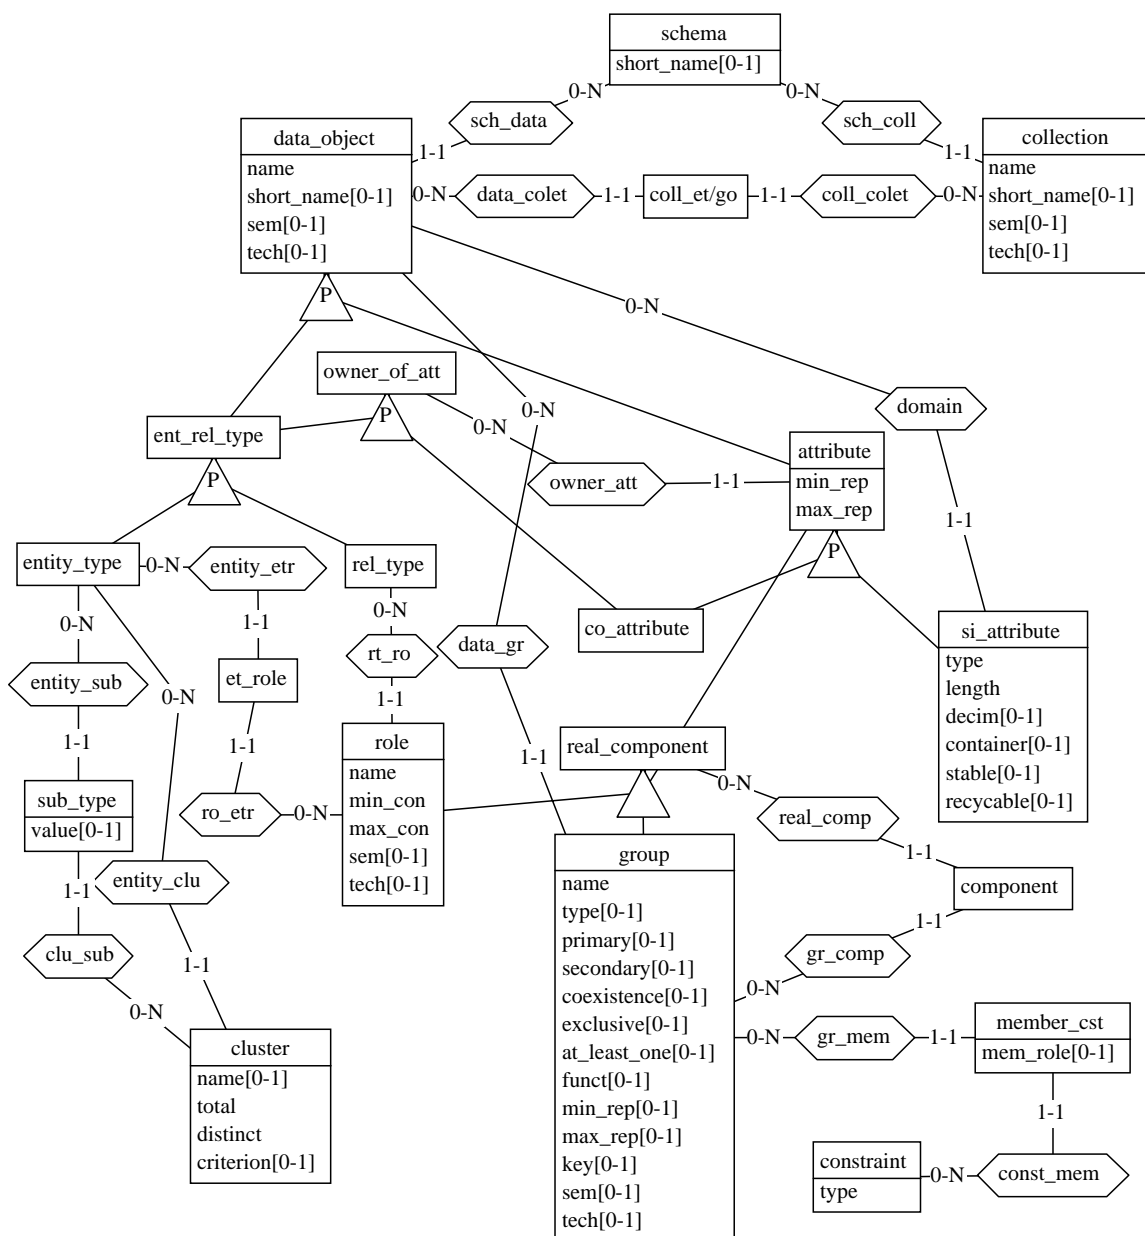 schema
short_name[0-1]
0-N
0-N
sch_data
sch_coll
data_object
name
short_name[0-1]
sem[0-1]
tech[0-1]
1-1
1-1
collection
name
short_name[0-1]
sem[0-1]
tech[0-1]
0-N
data_colet
1-1
coll_et/go
1-1
coll_colet
0-N
P
0-N
owner_of_att
P
0-N
0-N
domain
ent_rel_type
P
attribute
min_rep
max_rep
owner_att
1-1
1-1
P
entity_type
0-N
entity_etr
rel_type
0-N
1-1
0-N
co_attribute
si_attribute
type
length
decim[0-1]
container[0-1]
stable[0-1]
recycable[0-1]
entity_sub
et_role
rt_ro
data_gr
0-N
1-1
1-1
1-1
1-1
role
name
min_con
max_con
sem[0-1]
tech[0-1]
real_component
0-N
sub_type
value[0-1]
ro_etr
0-N
real_comp
1-1
group
name
type[0-1]
primary[0-1]
secondary[0-1]
coexistence[0-1]
exclusive[0-1]
at_least_one[0-1]
funct[0-1]
min_rep[0-1]
max_rep[0-1]
key[0-1]
sem[0-1]
tech[0-1]
component
1-1
entity_clu
1-1
gr_comp
clu_sub
1-1
0-N
0-N
0-N
gr_mem
1-1
member_cst
mem_role[0-1]
cluster
name[0-1]
total
distinct
criterion[0-1]
1-1
constraint
type
0-N
const_mem